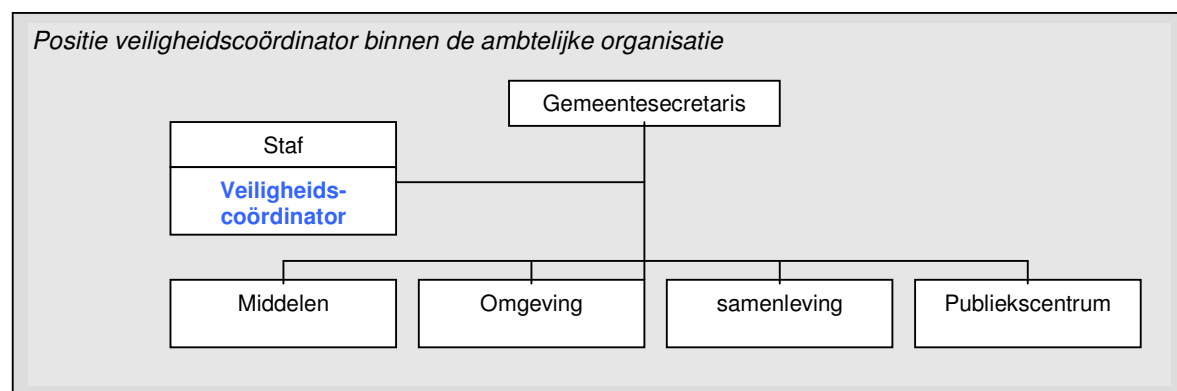 Positie veiligheidscoördinator binnen de ambtelijke organisatie
Gemeentesecretaris
Staf
Veiligheids-
coördinator
Middelen
Omgeving
samenleving
Publiekscentrum